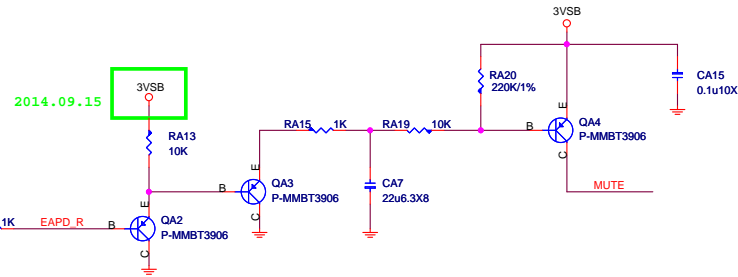 3VSB
3VSB
2014.09.15
RA20
220K/1%
CA15
0.1u10X
RA13
10K
RA15
1K
RA19
10K
B
E
QA4
P-MMBT3906
C
B
E
QA3
P-MMBT3906
C
CA7
22u6.3X8
MUTE
1K
EAPD_R
B
E
QA2
P-MMBT3906
C